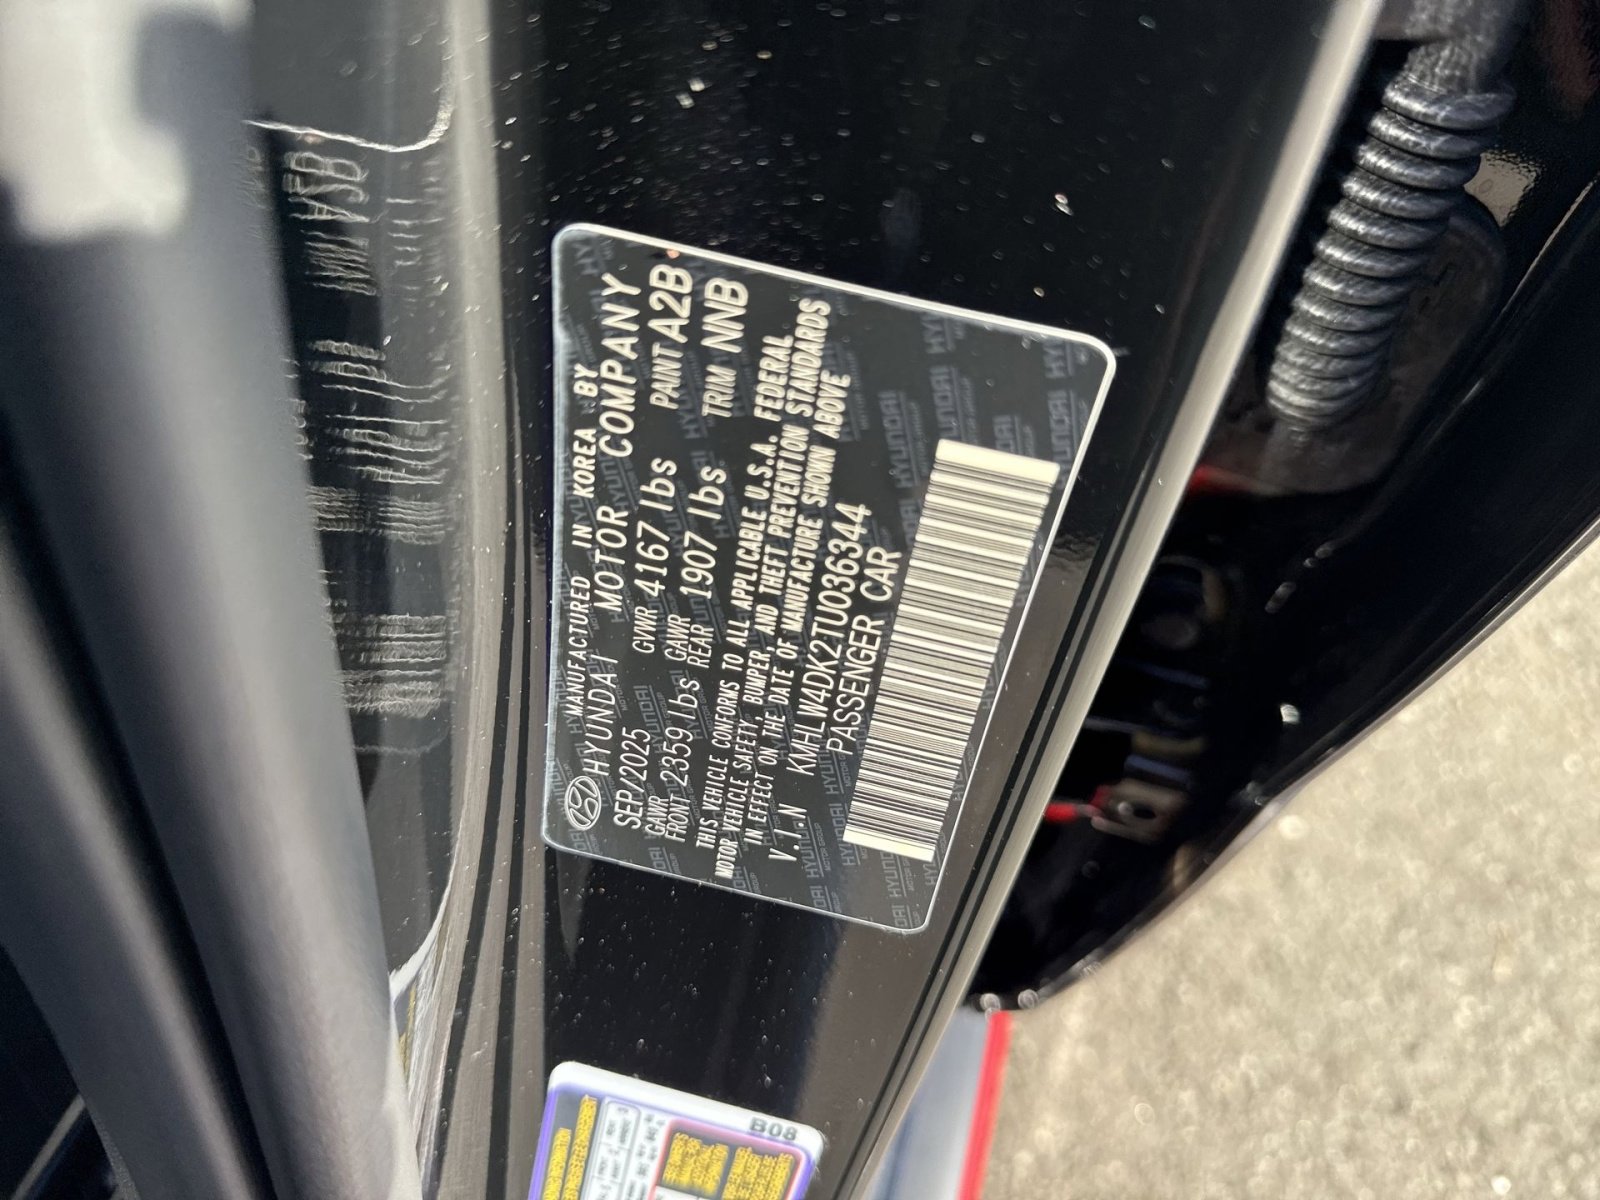 MANUFACTURED IN KOREA BY
HYUNDAI MOTOR COMPANY
SEP/2025 GVWR 4167 lbs PAINT A2B
GAWR FRONT 2359 lbs GAWR REAR 1907 lbs TRIM NNB
THIS VEHICLE CONFORMS TO ALL APPLICABLE U.S.A. FEDERAL
MOTOR VEHICLE SAFETY, BUMPER, AND THEFT PREVENTION STANDARDS
IN EFFECT ON THE DATE OF MANUFACTURE SHOWN ABOVE
V.I.N KMHLW4DK2TU036344
PASSENGER CAR
B08